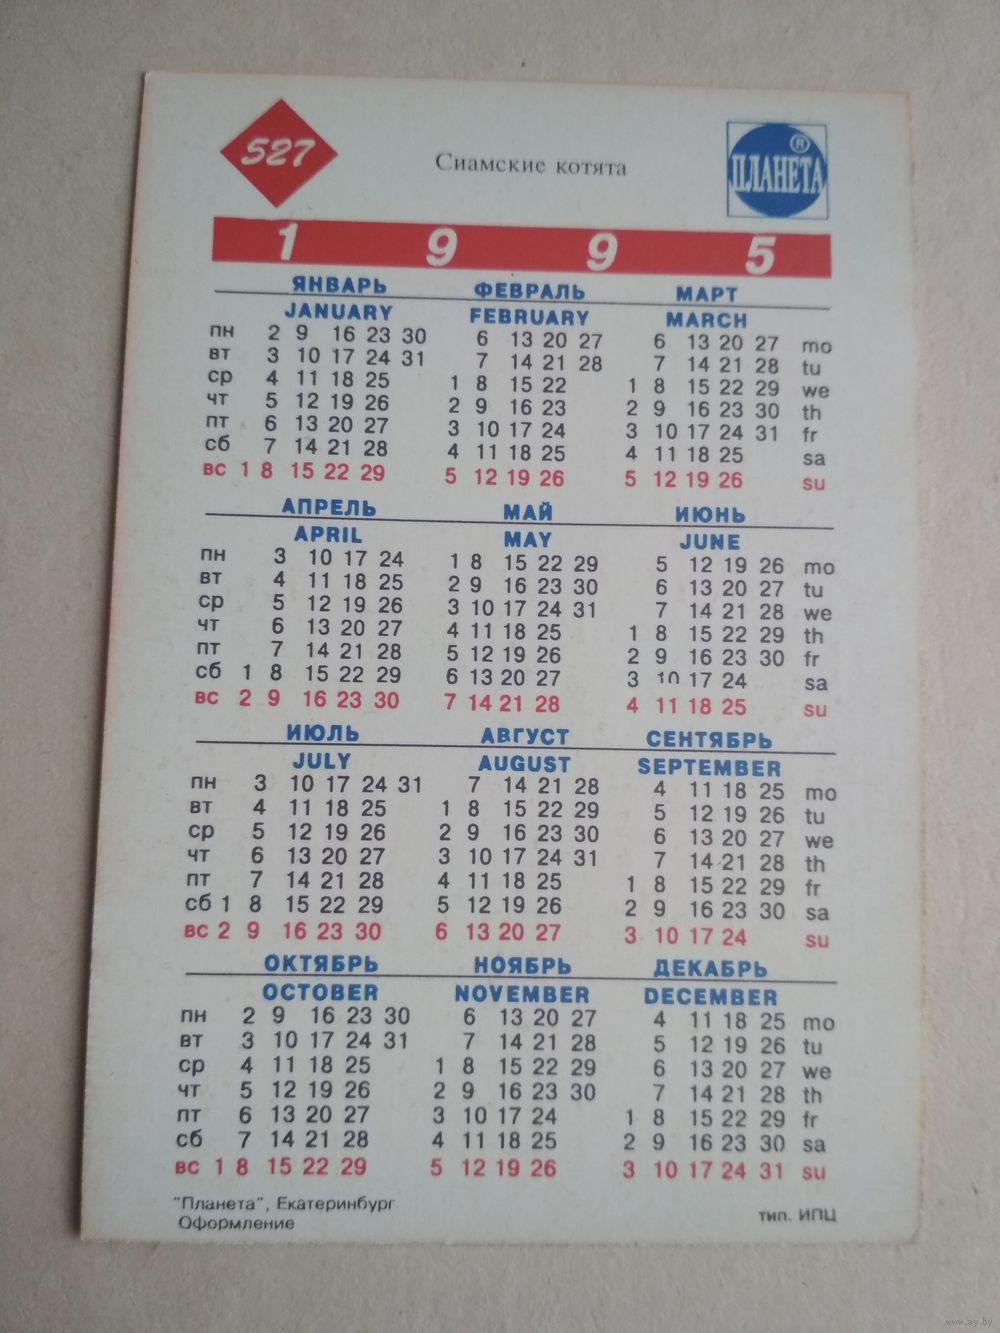 527
Сиамские котята
ПЛАНЕТА ®
1 9 9 5
ЯНВАРЬ ФЕВРАЛЬ МАРТ
JANUARY FEBRUARY MARCH
пн 2 9 16 23 30 6 13 20 27 6 13 20 27 mo
вт 3 10 17 24 31 7 14 21 28 7 14 21 28 tu
ср 4 11 18 25 1 8 15 22 1 8 15 22 29 we
чт 5 12 19 26 2 9 16 23 2 9 16 23 30 th
пт 6 13 20 27 3 10 17 24 3 10 17 24 31 fr
сб 7 14 21 28 4 11 18 25 4 11 18 25 sa
вс 1 8 15 22 29 5 12 19 26 5 12 19 26 su
АПРЕЛЬ МАЙ ИЮНЬ
APRIL MAY JUNE
пн 3 10 17 24 1 8 15 22 29 5 12 19 26 mo
вт 4 11 18 25 2 9 16 23 30 6 13 20 27 tu
ср 5 12 19 26 3 10 17 24 31 7 14 21 28 we
чт 6 13 20 27 4 11 18 25 1 8 15 22 29 th
пт 7 14 21 28 5 12 19 26 2 9 16 23 30 fr
сб 1 8 15 22 29 6 13 20 27 3 10 17 24 sa
вс 2 9 16 23 30 7 14 21 28 4 11 18 25 su
ИЮЛЬ АВГУСТ СЕНТЯБРЬ
JULY AUGUST SEPTEMBER
пн 3 10 17 24 31 7 14 21 28 4 11 18 25 mo
вт 4 11 18 25 1 8 15 22 29 5 12 19 26 tu
ср 5 12 19 26 2 9 16 23 30 6 13 20 27 we
чт 6 13 20 27 3 10 17 24 31 7 14 21 28 th
пт 7 14 21 28 4 11 18 25 1 8 15 22 29 fr
сб 1 8 15 22 29 5 12 19 26 2 9 16 23 30 sa
вс 2 9 16 23 30 6 13 20 27 3 10 17 24 su
ОКТЯБРЬ НОЯБРЬ ДЕКАБРЬ
OCTOBER NOVEMBER DECEMBER
пн 2 9 16 23 30 6 13 20 27 4 11 18 25 mo
вт 3 10 17 24 31 7 14 21 28 5 12 19 26 tu
ср 4 11 18 25 1 8 15 22 29 6 13 20 27 we
чт 5 12 19 26 2 9 16 23 30 7 14 21 28 th
пт 6 13 20 27 3 10 17 24 1 8 15 22 29 fr
сб 7 14 21 28 4 11 18 25 2 9 16 23 30 sa
вс 1 8 15 22 29 5 12 19 26 3 10 17 24 31 su
"Планета", Екатеринбург
Оформление тип. ИПЦ
www.ay.by